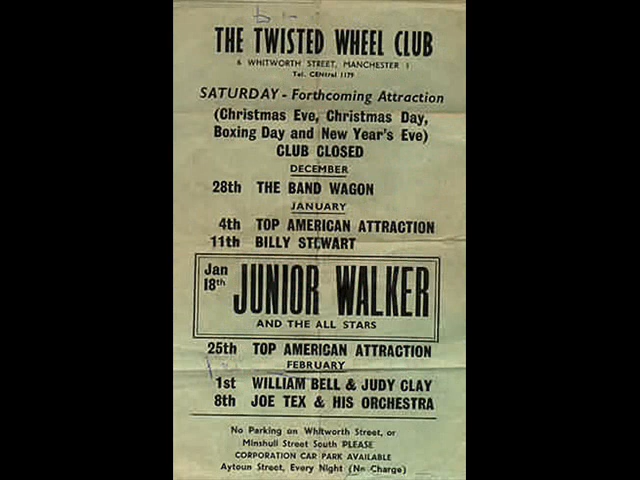 THE TWISTED WHEEL CLUB
6 WHITWORTH STREET, MANCHESTER 1
Tel. CENtral 1179
SATURDAY - Forthcoming Attraction
(Christmas Eve, Christmas Day,
Boxing Day and New Year's Eve)
CLUB CLOSED
DECEMBER
28th THE BAND WAGON
JANUARY
4th TOP AMERICAN ATTRACTION
11th BILLY STEWART
Jan 18th JUNIOR WALKER
AND THE ALL STARS
25th TOP AMERICAN ATTRACTION
FEBRUARY
1st WILLIAM BELL & JUDY CLAY
8th JOE TEX & HIS ORCHESTRA
No Parking on Whitworth Street, or
Minshull Street South PLEASE
CORPORATION CAR PARK AVAILABLE
Aytoun Street, Every Night (No Charge)